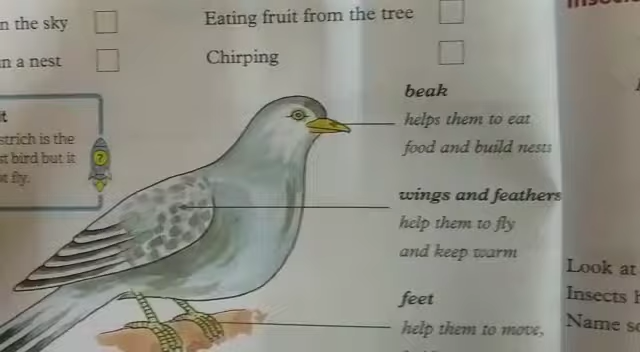 n the sky
Eating fruit from the tree
n a nest
Chirping
it
strich is the
st bird but it
t fly.
?
beak
helps them to eat
food and build nests
wings and feathers
help them to fly
and keep warm
feet
help them to move,
Look at
Insects
Name